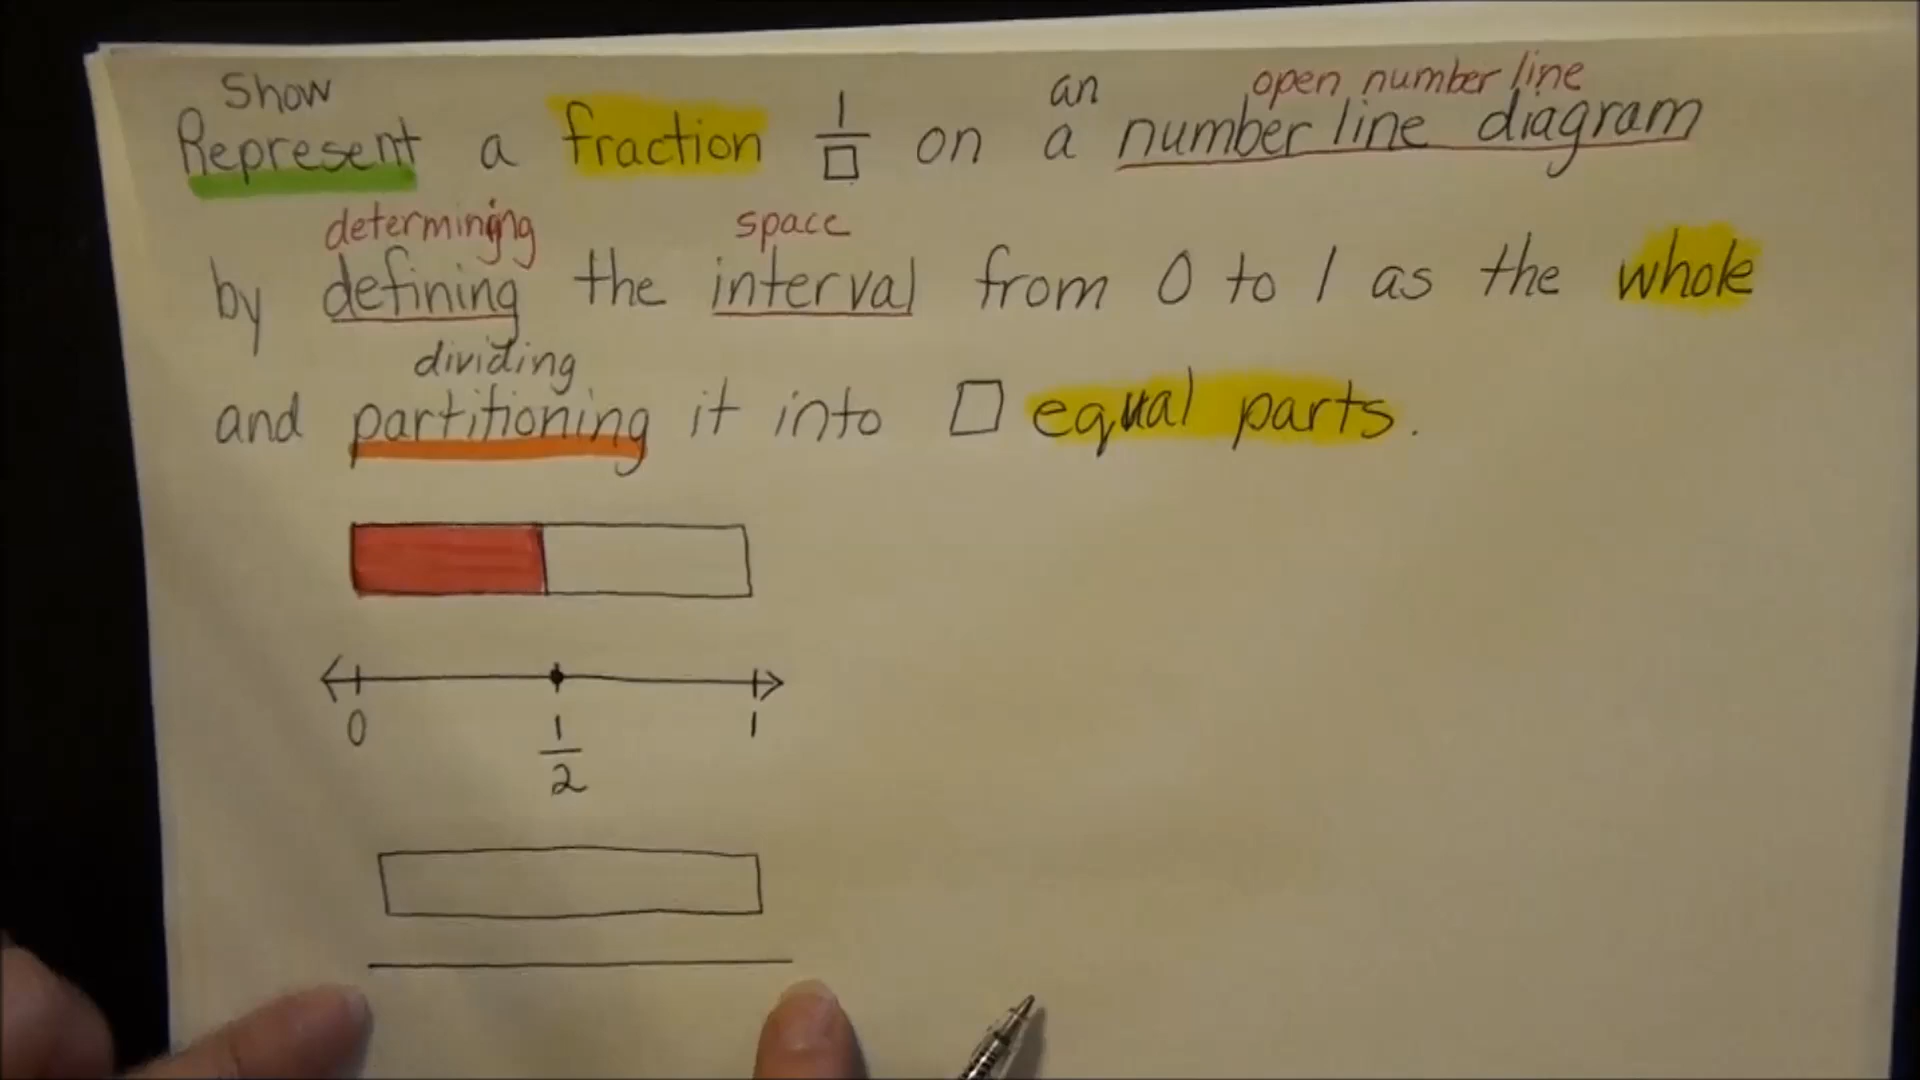 Show an open number line
Represent a fraction 1/□ on a number line diagram
determining space
by defining the interval from 0 to 1 as the whole
dividing
and partitioning it into □ equal parts.
0 1/2 1